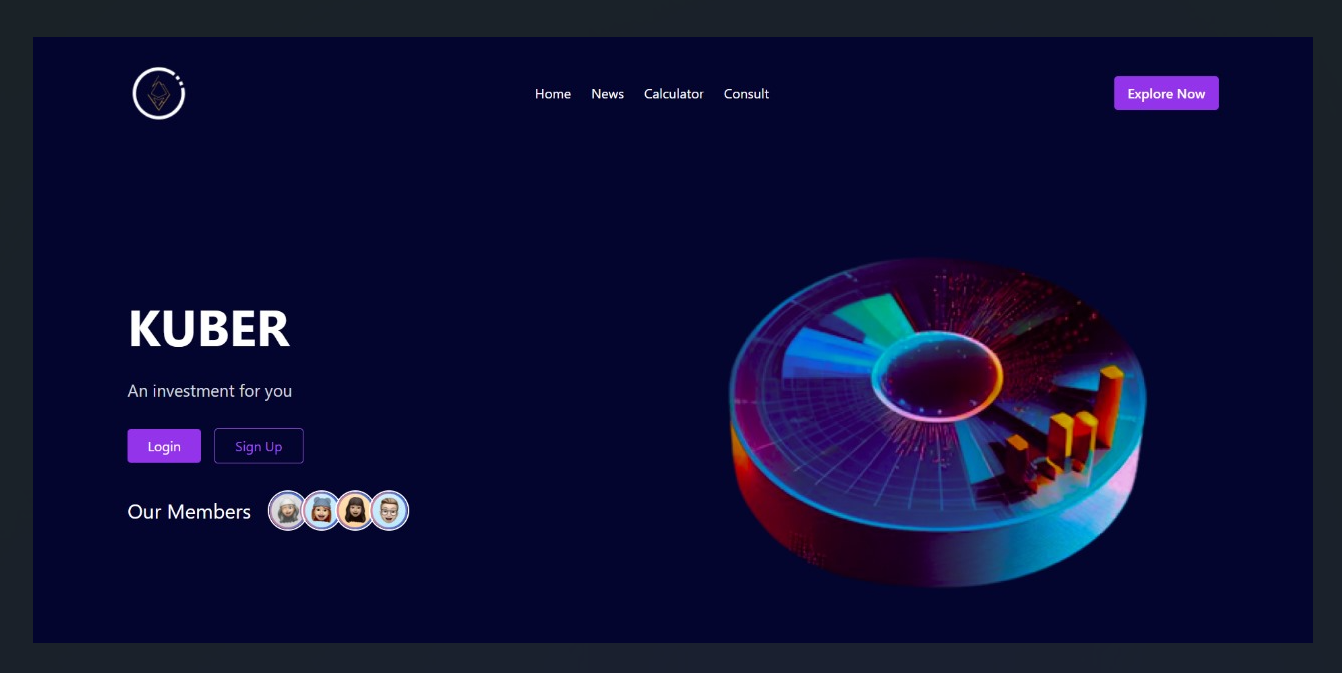 Home News Calculator Consult Explore Now
KUBER
An investment for you
Login Sign Up
Our Members